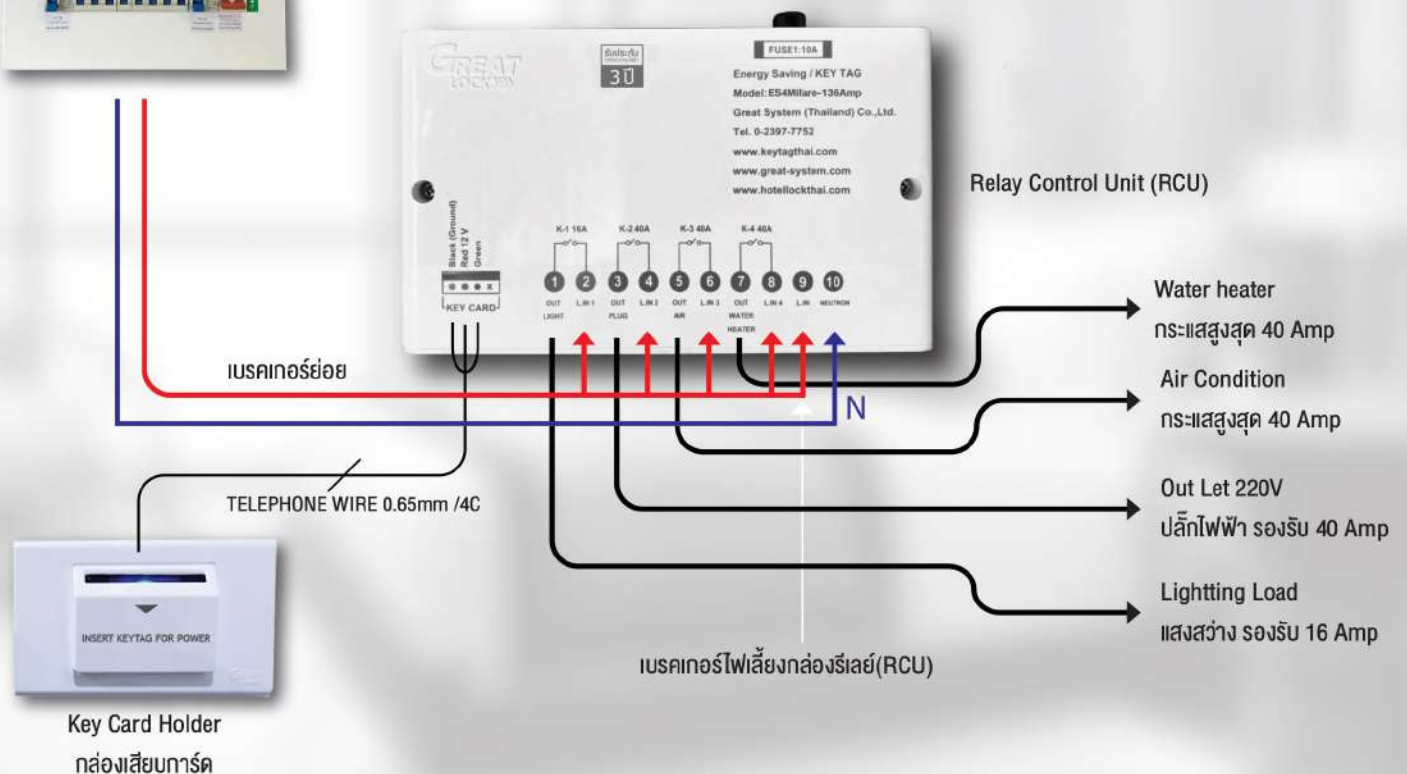 GREAT
LOCK
รับประกัน
3 ปี
FUSE1:10A
Energy Saving / KEY TAG
Model: ES4Mifare-136Amp
Great System (Thailand) Co.,Ltd.
Tel. 0-2397-7752
www.keytagthai.com
www.great-system.com
www.hotellockthai.com
Relay Control Unit (RCU)
Black (Ground)
Red 12 V
Green
X
KEY CARD
K-1 16A K-2 40A K-3 40A K-4 40A
1 2 3 4 5 6 7 8 9 10
OUT L.IN 1 OUT L.IN 2 OUT L.IN 3 OUT L.IN 4 L.IN NEUTRON
LIGHT PLUG AIR WATER
HEATER
เบรคเกอร์ย่อย
N
Water heater
กระแสสูงสุด 40 Amp
Air Condition
กระแสสูงสุด 40 Amp
Out Let 220V
ปลั๊กไฟฟ้า รองรับ 40 Amp
Lightting Load
แสงสว่าง รองรับ 16 Amp
TELEPHONE WIRE 0.65mm /4C
INSERT KEYTAG FOR POWER
เบรคเกอร์ไฟเลี้ยงกล่องรีเลย์(RCU)
Key Card Holder
กล่องเสียบการ์ด